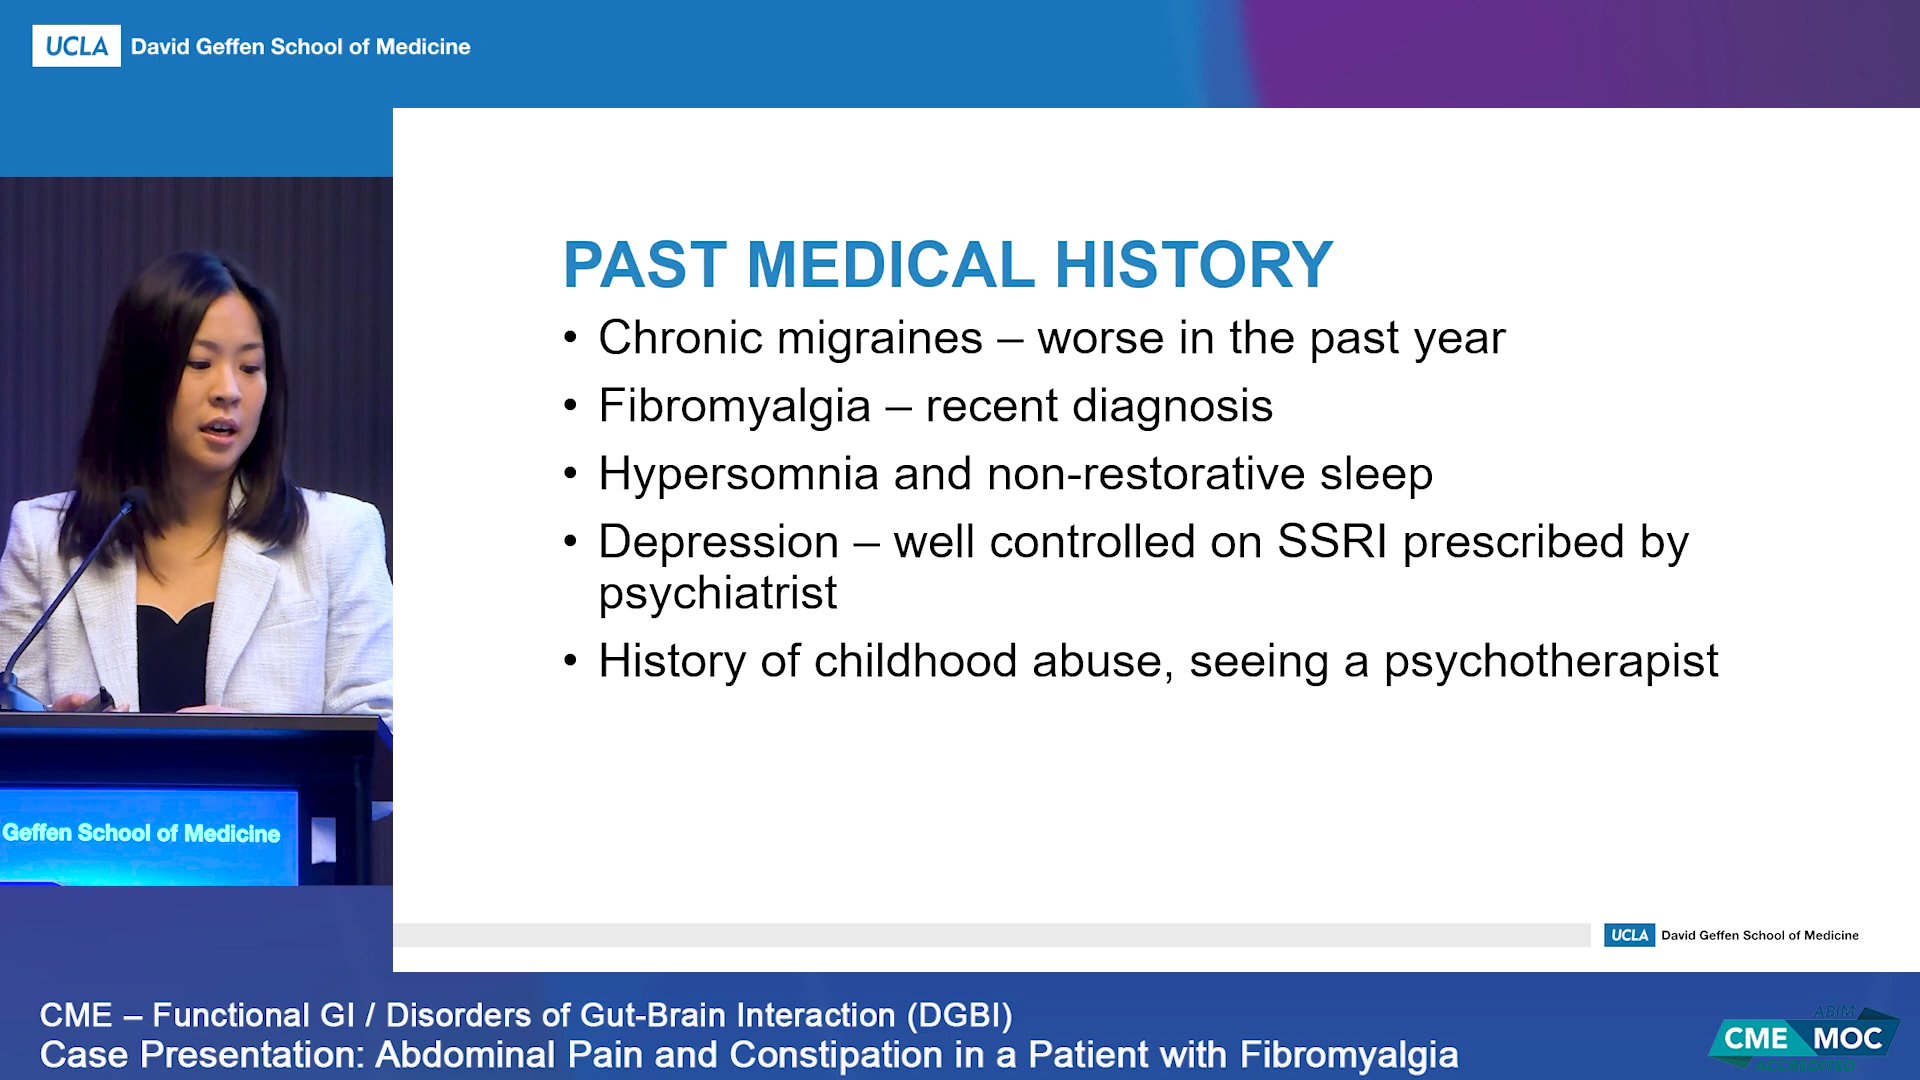 UCLA David Geffen School of Medicine
PAST MEDICAL HISTORY
• Chronic migraines – worse in the past year
• Fibromyalgia – recent diagnosis
• Hypersomnia and non-restorative sleep
• Depression – well controlled on SSRI prescribed by
psychiatrist
• History of childhood abuse, seeing a psychotherapist
Geffen School of Medicine
UCLA David Geffen School of Medicine
CME – Functional GI / Disorders of Gut-Brain Interaction (DGBI)
Case Presentation: Abdominal Pain and Constipation in a Patient with Fibromyalgia
ABIM
CME MOC
ACCREDITED